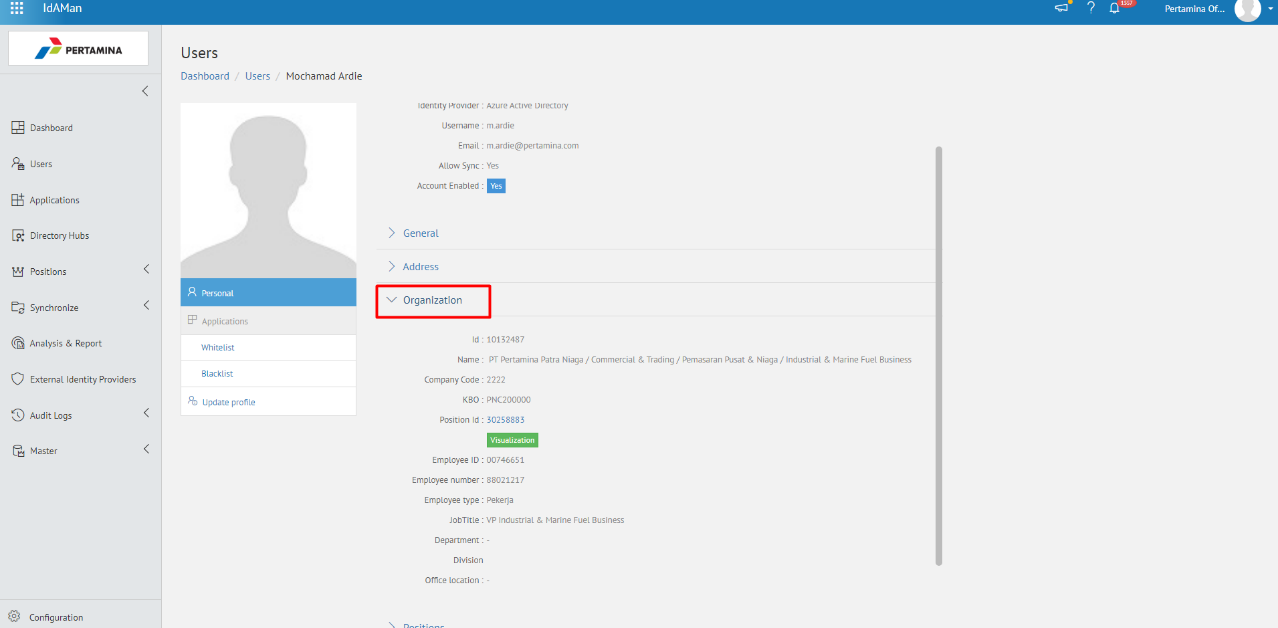 IdAMan
1157
Pertamina Of...
PERTAMINA
Dashboard
Users
Applications
Directory Hubs
Positions
Synchronize
Analysis & Report
External Identity Providers
Audit Logs
Master
Configuration
Users
Dashboard / Users / Mochamad Ardie
Personal
Applications
Whitelist
Blacklist
Update profile
Identity Provider : Azure Active Directory
Username : m.ardie
Email : m.ardie@pertamina.com
Allow Sync : Yes
Account Enabled : Yes
General
Address
Organization
Id : 10132487
Name : PT Pertamina Patra Niaga / Commercial & Trading / Pemasaran Pusat & Niaga / Industrial & Marine Fuel Business
Company Code : 2222
KBO : PNC200000
Position Id : 30258883
Visualization
Employee ID : 00746651
Employee number : 88021217
Employee type : Pekerja
JobTitle : VP Industrial & Marine Fuel Business
Department : -
Division
Office location : -
Positions